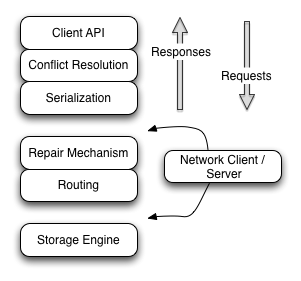 Client API
Conflict Resolution
Serialization
Responses
Requests
Repair Mechanism
Routing
Network Client /
Server
Storage Engine